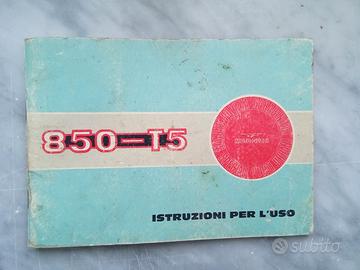 850-T5
ISTRUZIONI PER L'USO
subito